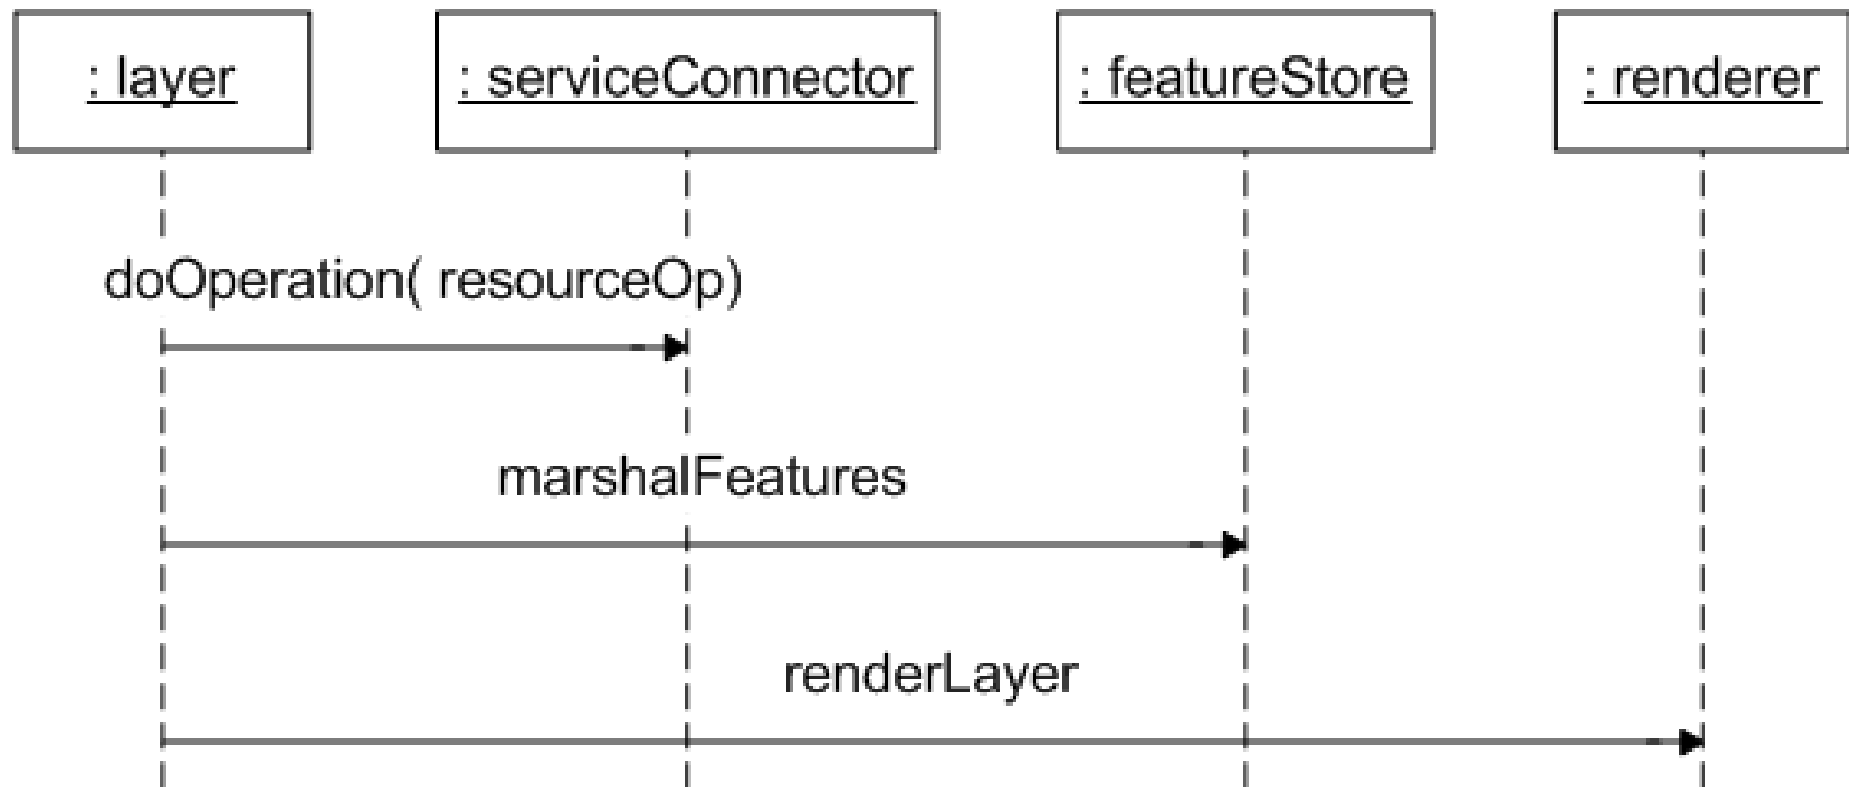 : layer
: serviceConnector
: featureStore
: renderer
doOperation( resourceOp)
marshalFeatures
renderLayer